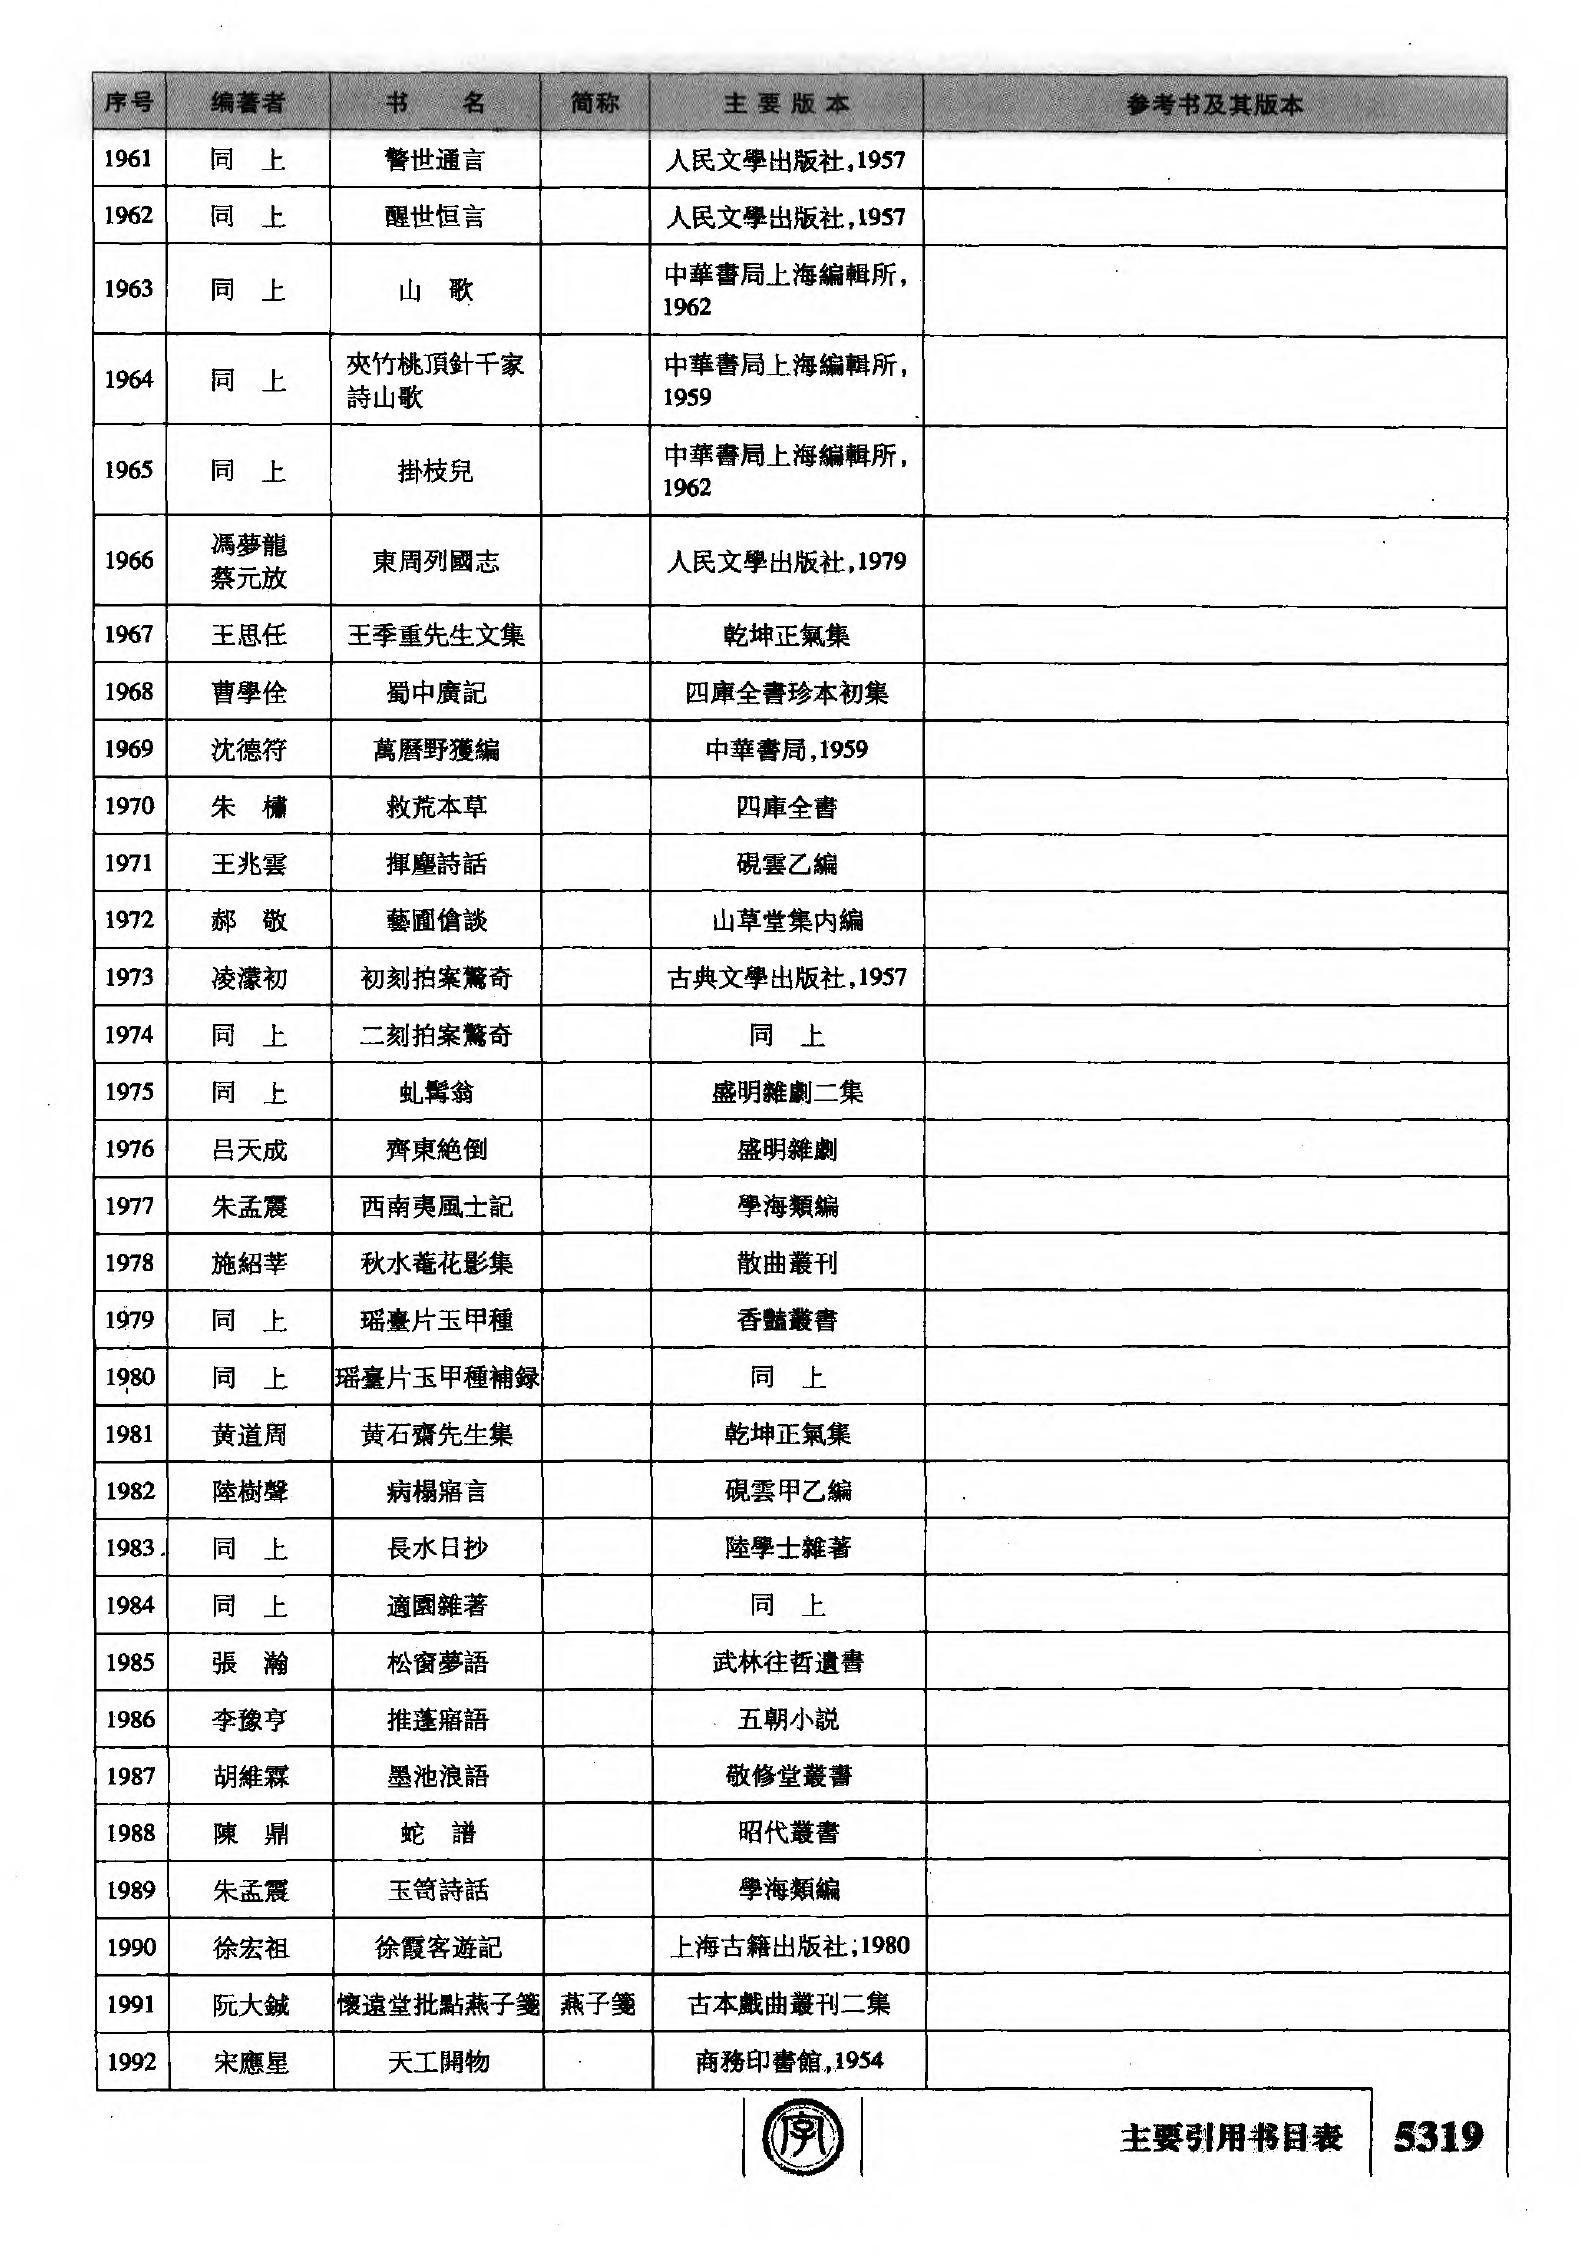 序号 编著者 书 名 简称 主要版本 参考书及其版本
1961 同 上 警世通言 人民文學出版社,1957
1962 同 上 醒世恒言 人民文學出版社,1957
1963 同 上 山 歌 中華書局上海編輯所,
1962
1964 同 上 夾竹桃頂針千家 中華書局上海編輯所,
詩山歌 1959
1965 同 上 掛枝兒 中華書局上海編輯所,
1962
1966 馮夢龍 東周列國志 人民文學出版社,1979
蔡元放
1967 王思任 王季重先生文集 乾坤正氣集
1968 曹學佺 蜀中廣記 四庫全書珍本初集
1969 沈德符 萬曆野獲編 中華書局,1959
1970 朱 橚 救荒本草 四庫全書
1971 王兆雲 揮麈詩話 硯雲乙編
1972 郝 敬 藝圃傖談 山草堂集内編
1973 凌濛初 初刻拍案驚奇 古典文學出版社,1957
1974 同 上 二刻拍案驚奇 同 上
1975 同 上 虬髯翁 盛明雜劇二集
1976 吕天成 齊東絶倒 盛明雜劇
1977 朱孟震 西南夷風土記 學海類編
1978 施紹莘 秋水菴花影集 散曲叢刊
1979 同 上 瑶臺片玉甲種 香豔叢書
1980 同 上 瑶臺片玉甲種補録 同 上
1981 黄道周 黄石齋先生集 乾坤正氣集
1982 陸樹聲 病榻寤言 硯雲甲乙編
1983 同 上 長水日抄 陸學士雜著
1984 同 上 適園雜著 同 上
1985 張 瀚 松窗夢語 武林往哲遺書
1986 李豫亨 推蓬寤語 五朝小説
1987 胡維霖 墨池浪語 敬修堂叢書
1988 陳 鼎 蛇 譜 昭代叢書
1989 朱孟震 玉笥詩話 學海類編
1990 徐宏祖 徐霞客遊記 上海古籍出版社,1980
1991 阮大鋮 懷遠堂批點燕子箋 燕子箋 古本戲曲叢刊二集
1992 宋應星 天工開物 商務印書館,1954
字 主要引用书目表 5319